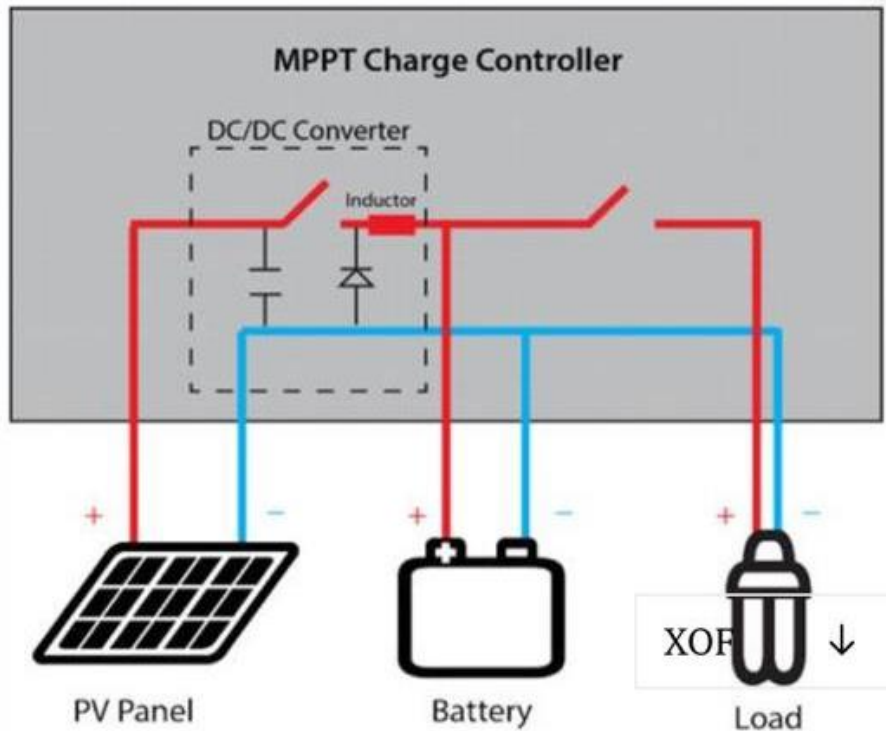 MPPT Charge Controller
DC/DC Converter
Inductor
+ − + − + −
XOF ↓
PV Panel Battery Load